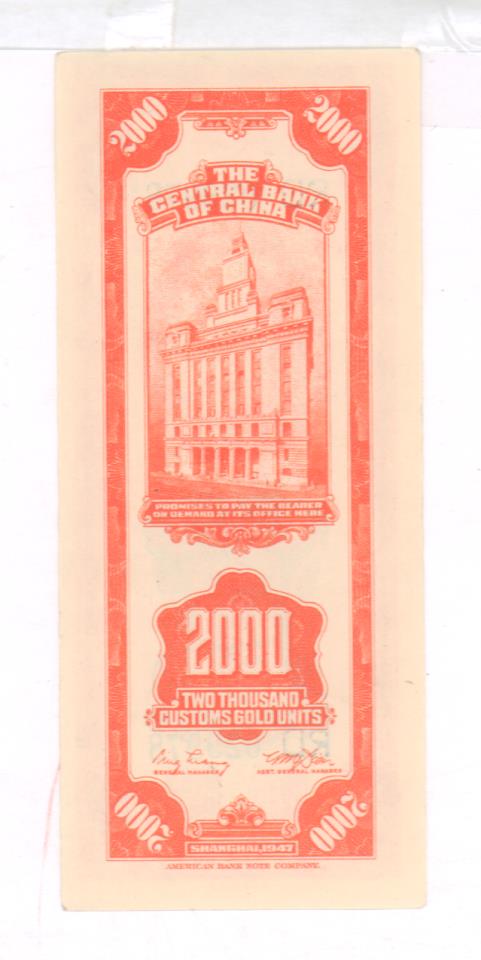 2000 2000
THE
CENTRAL BANK
OF CHINA
PROMISES TO PAY THE BEARER
ON DEMAND AT ITS OFFICE HERE
2000
TWO THOUSAND
CUSTOMS GOLD UNITS
GENERAL MANAGER ASST. GENERAL MANAGER
2000 2000
SHANGHAI, 1947
AMERICAN BANK NOTE COMPANY.